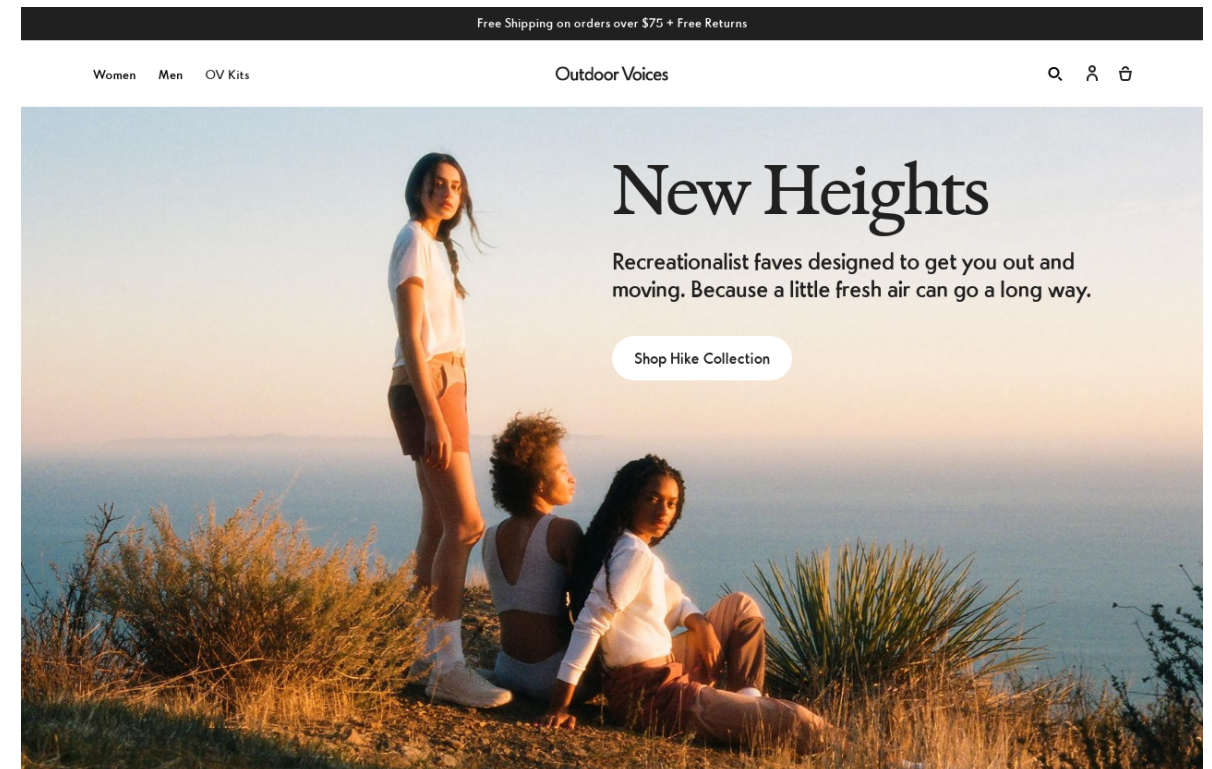 Free Shipping on orders over $75 + Free Returns
Women Men OV Kits Outdoor Voices
New Heights
Recreationalist faves designed to get you out and
moving. Because a little fresh air can go a long way.
Shop Hike Collection